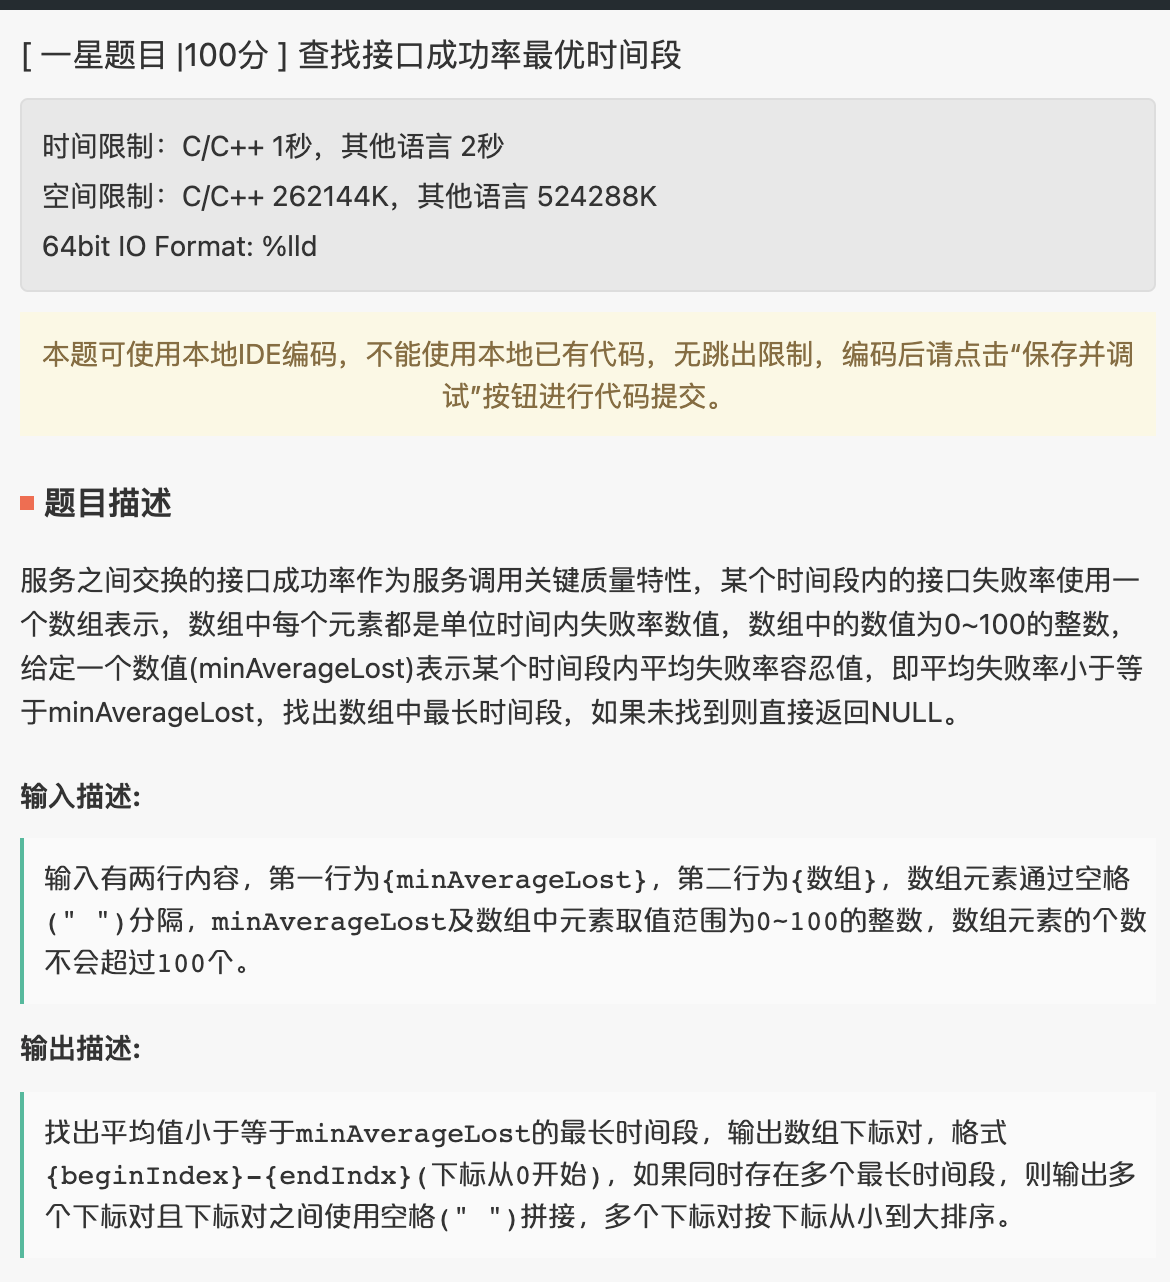 [ 一星题目 |100分 ] 查找接口成功率最优时间段
时间限制：C/C++ 1秒，其他语言 2秒
空间限制：C/C++ 262144K，其他语言 524288K
64bit IO Format: %lld
本题可使用本地IDE编码，不能使用本地已有代码，无跳出限制，编码后请点击“保存并调
试”按钮进行代码提交。
题目描述
服务之间交换的接口成功率作为服务调用关键质量特性，某个时间段内的接口失败率使用一
个数组表示，数组中每个元素都是单位时间内失败率数值，数组中的数值为0~100的整数，
给定一个数值(minAverageLost)表示某个时间段内平均失败率容忍值，即平均失败率小于等
于minAverageLost，找出数组中最长时间段，如果未找到则直接返回NULL。
输入描述:
输入有两行内容，第一行为{minAverageLost}，第二行为{数组}，数组元素通过空格
(" ")分隔，minAverageLost及数组中元素取值范围为0~100的整数，数组元素的个数
不会超过100个。
输出描述:
找出平均值小于等于minAverageLost的最长时间段，输出数组下标对，格式
{beginIndex}-{endIndx}(下标从0开始)，如果同时存在多个最长时间段，则输出多
个下标对且下标对之间使用空格(" ")拼接，多个下标对按下标从小到大排序。